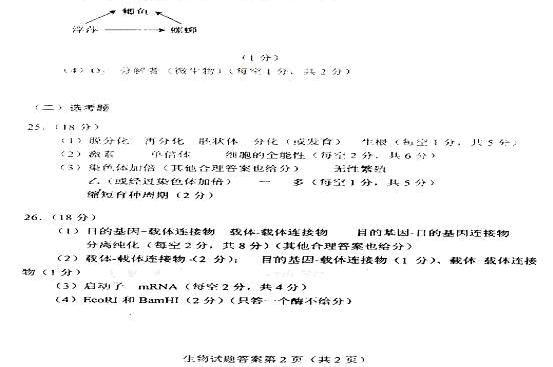 鲫鱼
浮莎 螺蛳
(1分)
(4)O₂ 分解者(微生物)(每空1分,共2分)
(二)选考题
25.(18分)
(1)脱分化 再分化 胚状体 分化(或发育) 生根(每空1分,共5分)
(2)激素 单倍体 细胞的全能性(每空2分,共6分)
(3)染色体加倍(其他合理答案也给分) 无性繁殖
乙(或经过染色体加倍) 一 多(每空1分,共5分)
缩短育种周期(2分)
26.(18分)
(1)目的基因-载体连接物 载体-载体连接物 目的基因-目的基因连接物
分离纯化(每空2分,共8分)(其他合理答案也给分)
(2)载体-载体连接物-(2分); 目的基因-载体连接物(1分)、载体-载体连接
物(1分)
(3)启动子 mRNA(每空2分,共4分)
(4)EcoRI和BamHI(2分)(只答一个酶不给分)
生物试题答案第2页(共2页)